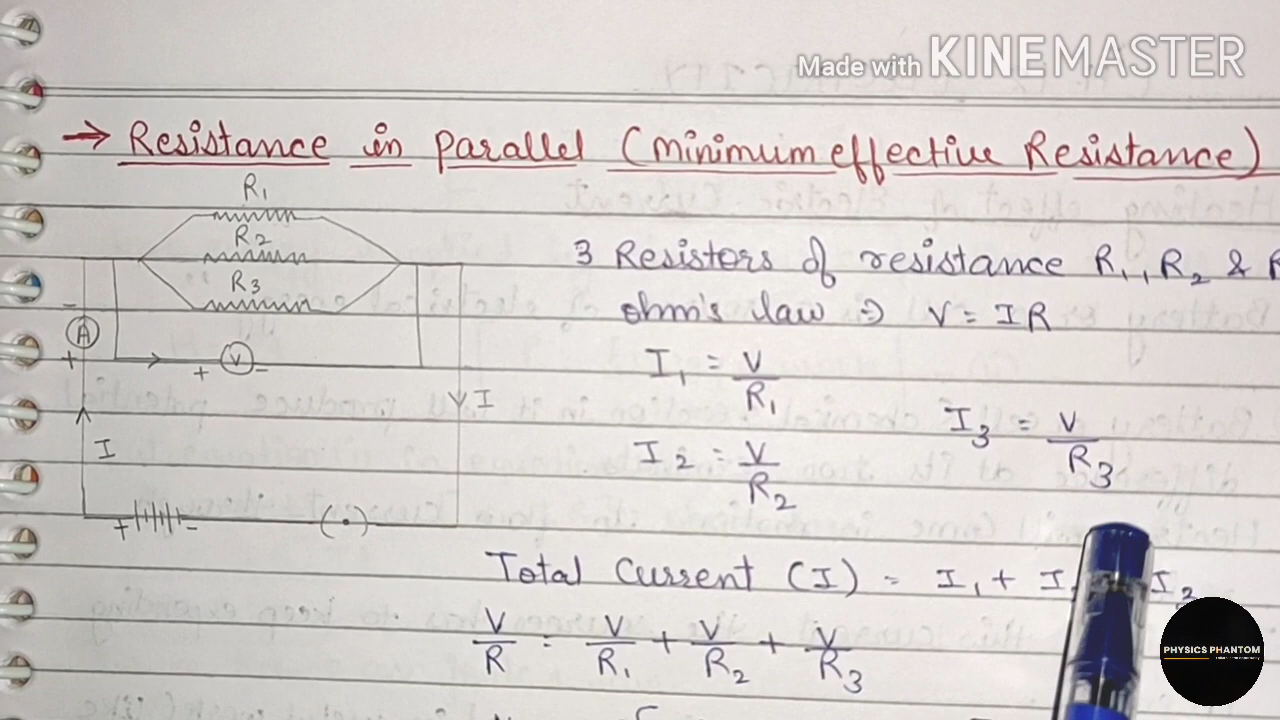 Made with KINEMASTER
→ Resistance in parallel (minimum effective Resistance)
R1
R2
R3
3 Resistors of resistance R1, R2 &
ohm's law ⇒ V = IR
- A +
+ V -
I
I
+ -
(•)
I1 = V/R1
I2 = V/R2
I3 = V/R3
Total Current (I) = I1 +
V/R = V/R1 + V/R2 + V/R3
PHYSICS PHANTOM